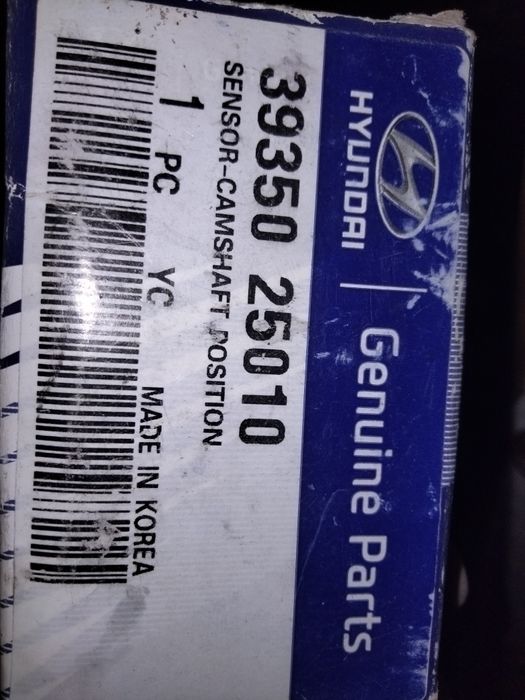 HYUNDAI | Genuine Parts
39350 25010
SENSOR-CAMSHAFT POSITION
1 PC YC MADE IN KOREA